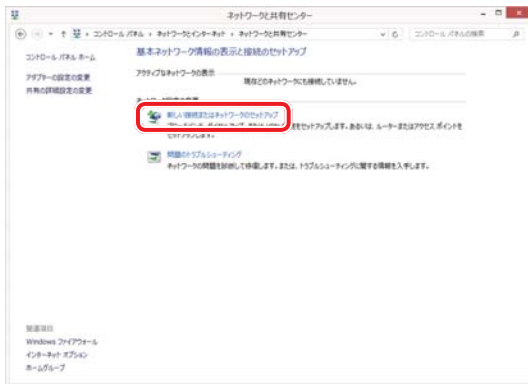 ネットワークと共有センター
コントロール パネル ▸ ネットワークとインターネット ▸ ネットワークと共有センター
コントロール パネルの検索
コントロール パネル ホーム
アダプターの設定の変更
共有の詳細設定の変更
基本ネットワーク情報の表示と接続のセットアップ
アクティブなネットワークの表示
現在どのネットワークにも接続していません。
新しい接続またはネットワークのセットアップ
をセットアップします。あるいは、ルーターまたはアクセス ポイントを
セットアップします。
問題のトラブルシューティング
ネットワークの問題を診断して修復します。または、トラブルシューティングに関する情報を入手します。
関連項目
Windows ファイアウォール
インターネット オプション
ホームグループ